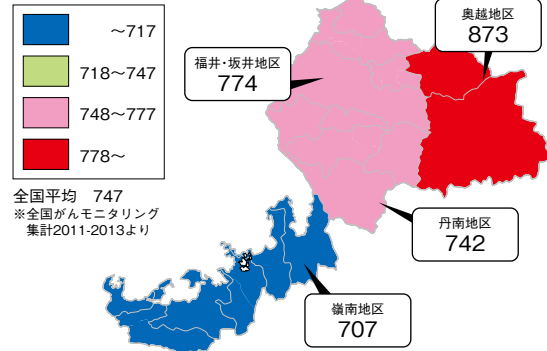 ～717
718～747
748～777
778～
全国平均 747
※全国がんモニタリング
集計2011-2013より
奥越地区
873
福井・坂井地区
774
丹南地区
742
嶺南地区
707